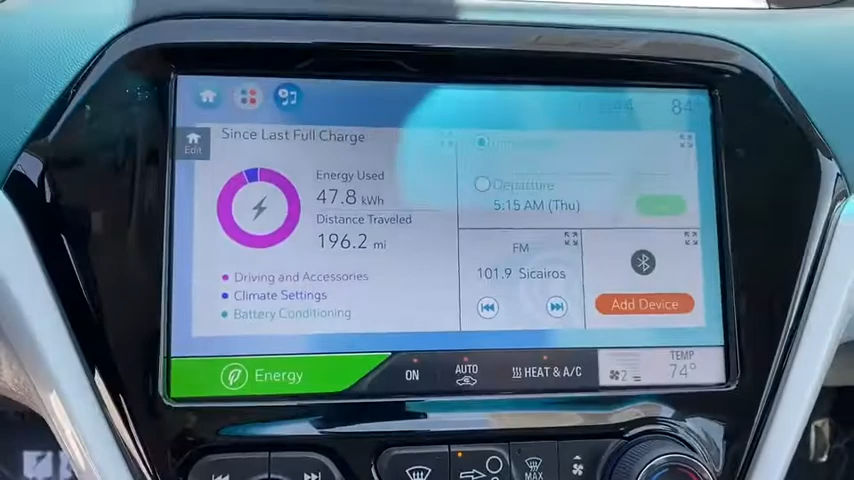 84°
Edit
Since Last Full Charge
Energy Used
47.8 kWh
Distance Traveled
196.2 mi
Driving and Accessories
Climate Settings
Battery Conditioning
Departure
5:15 AM (Thu)
FM
101.9 Sicairos
Add Device
Energy
ON
AUTO
HEAT & A/C
2
TEMP
74°
MAX